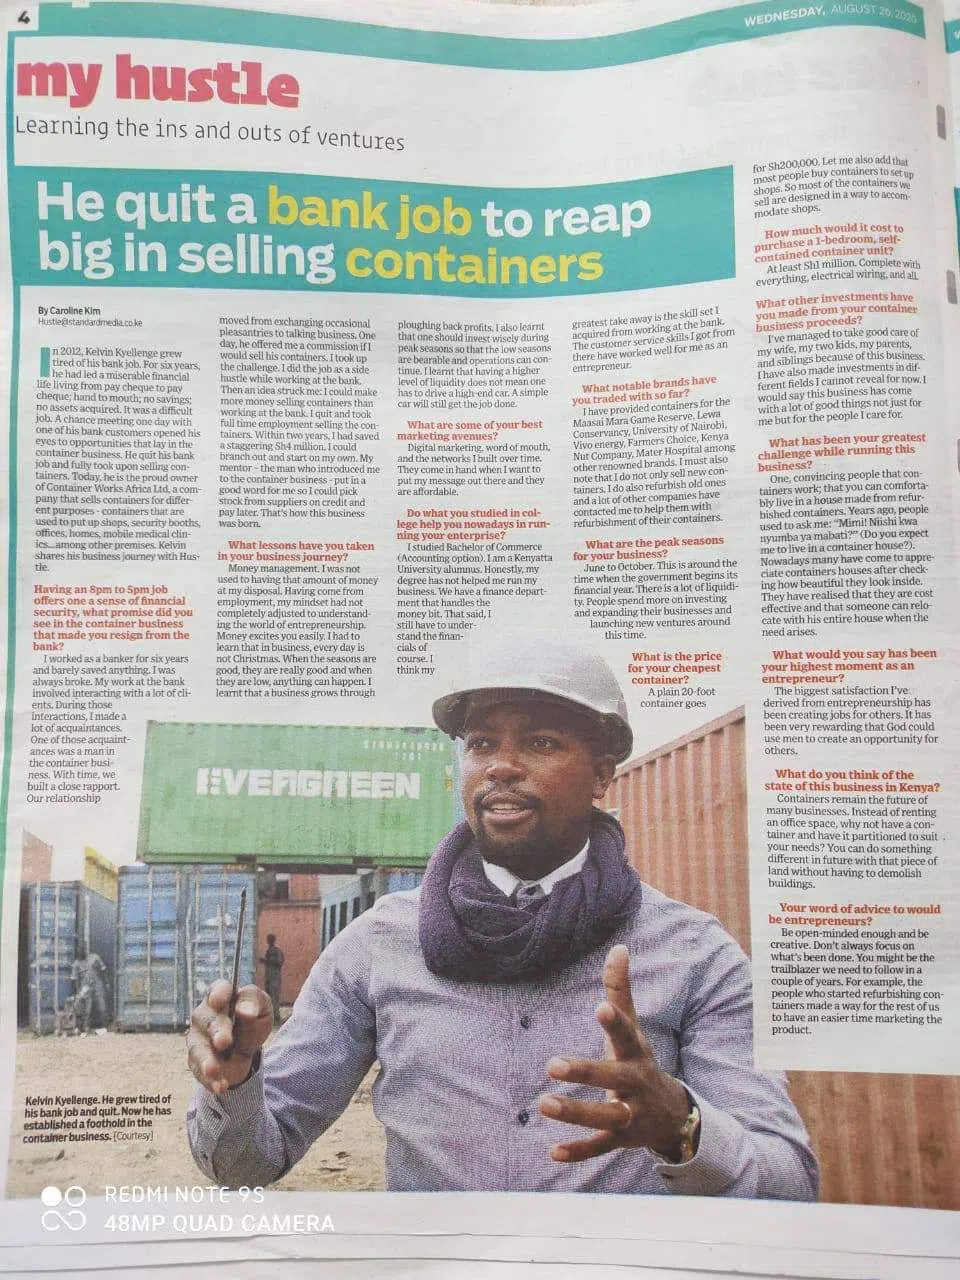 4
WEDNESDAY, AUGUST 26, 2020
my hustle
Learning the ins and outs of ventures
He quit a bank job to reap
big in selling containers
By Caroline Kim
Hustle@standardmedia.co.ke
In 2012, Kelvin Kyellenge grew
tired of his bank job. For six years,
he had led a miserable financial
life living from pay cheque to pay
cheque; hand to mouth; no savings;
no assets acquired. It was a difficult
job. A chance meeting one day with
one of his bank customers opened his
eyes to opportunities that lay in the
container business. He quit his bank
job and fully took upon selling con-
tainers. Today, he is the proud owner
of Container Works Africa Ltd, a com-
pany that sells containers for differ-
ent purposes - containers that are
used to put up shops, security booths,
offices, homes, mobile medical clin-
ics...among other premises. Kelvin
shares his business journey with Hus-
tle.
Having an 8pm to 5pm job
offers one a sense of financial
security, what promise did you
see in the container business
that made you resign from the
bank?
I worked as a banker for six years
and barely saved anything. I was
always broke. My work at the bank
involved interacting with a lot of cli-
ents. During those
interactions, I made a
lot of acquaintances.
One of those acquaint-
ances was a man in
the container busi-
ness. With time, we
built a close rapport.
Our relationship
moved from exchanging occasional
pleasantries to talking business. One
day, he offered me a commission if I
would sell his containers. I took up
the challenge. I did the job as a side
hustle while working at the bank.
Then an idea struck me: I could make
more money selling containers than
working at the bank. I quit and took
full time employment selling the con-
tainers. Within two years, I had saved
a staggering Sh4 million. I could
branch out and start on my own. My
mentor – the man who introduced me
to the container business - put in a
good word for me so I could pick
stock from suppliers on credit and
pay later. That's how this business
was born.
What lessons have you taken
in your business journey?
Money management. I was not
used to having that amount of money
at my disposal. Having come from
employment, my mindset had not
completely adjusted to understand-
ing the world of entrepreneurship.
Money excites you easily. I had to
learn that in business, every day is
not Christmas. When the seasons are
good, they are really good and when
they are low, anything can happen. I
learnt that a business grows through
ploughing back profits. I also learnt
that one should invest wisely during
peak seasons so that the low seasons
are bearable and operations can con-
tinue. I learnt that having a higher
level of liquidity does not mean one
has to drive a high-end car. A simple
car will still get the job done.
What are some of your best
marketing avenues?
Digital marketing, word of mouth,
and the networks I built over time.
They come in hand when I want to
put my message out there and they
are affordable.
Do what you studied in col-
lege help you nowadays in run-
ning your enterprise?
I studied Bachelor of Commerce
(Accounting option). I am a Kenyatta
University alumnus. Honestly, my
degree has not helped me run my
business. We have a finance depart-
ment that handles the
money bit. That said, I
still have to under-
stand the finan-
cials of
course. I
think my
greatest take away is the skill set I
acquired from working at the bank.
The customer service skills I got from
there have worked well for me as an
entrepreneur.
What notable brands have
you traded with so far?
I have provided containers for the
Maasai Mara Game Reserve, Lewa
Conservancy, University of Nairobi,
Vivo energy, Farmers Choice, Kenya
Nut Company, Mater Hospital among
other renowned brands. I must also
note that I do not only sell new con-
tainers. I do also refurbish old ones
and a lot of other companies have
contacted me to help them with
refurbishment of their containers.
What are the peak seasons
for your business?
June to October. This is around the
time when the government begins its
financial year. There is a lot of liquidi-
ty. People spend more on investing
and expanding their businesses and
launching new ventures around
this time.
What is the price
for your cheapest
container?
A plain 20-foot
container goes
for Sh200,000. Let me also add that
most people buy containers to set up
shops. So most of the containers we
sell are designed in a way to accom-
modate shops.
How much would it cost to
purchase a 1-bedroom, self-
contained container unit?
At least Sh1 million. Complete with
everything, electrical wiring, and all.
What other investments have
you made from your container
business proceeds?
I've managed to take good care of
my wife, my two kids, my parents,
and siblings because of this business.
I have also made investments in dif-
ferent fields I cannot reveal for now. I
would say this business has come
with a lot of good things not just for
me but for the people I care for.
What has been your greatest
challenge while running this
business?
One, convincing people that con-
tainers work; that you can comforta-
bly live in a house made from refur-
bished containers. Years ago, people
used to ask me: “Mimi! Niishi kwa
nyumba ya mabati?” (Do you expect
me to live in a container house?).
Nowadays many have come to appre-
ciate containers houses after check-
ing how beautiful they look inside.
They have realised that they are cost
effective and that someone can relo-
cate with his entire house when the
need arises.
What would you say has been
your highest moment as an
entrepreneur?
The biggest satisfaction I've
derived from entrepreneurship has
been creating jobs for others. It has
been very rewarding that God could
use men to create an opportunity for
others.
What do you think of the
state of this business in Kenya?
Containers remain the future of
many businesses. Instead of renting
an office space, why not have a con-
tainer and have it partitioned to suit
your needs? You can do something
different in future with that piece of
land without having to demolish
buildings.
Your word of advice to would
be entrepreneurs?
Be open-minded enough and be
creative. Don't always focus on
what's been done. You might be the
trailblazer we need to follow in a
couple of years. For example, the
people who started refurbishing con-
tainers made a way for the rest of us
to have an easier time marketing the
product.
EVERGREEN
Kelvin Kyellenge. He grew tired of
his bank job and quit. Now he has
established a foothold in the
container business. [Courtesy]
REDMI NOTE 9S
48MP QUAD CAMERA